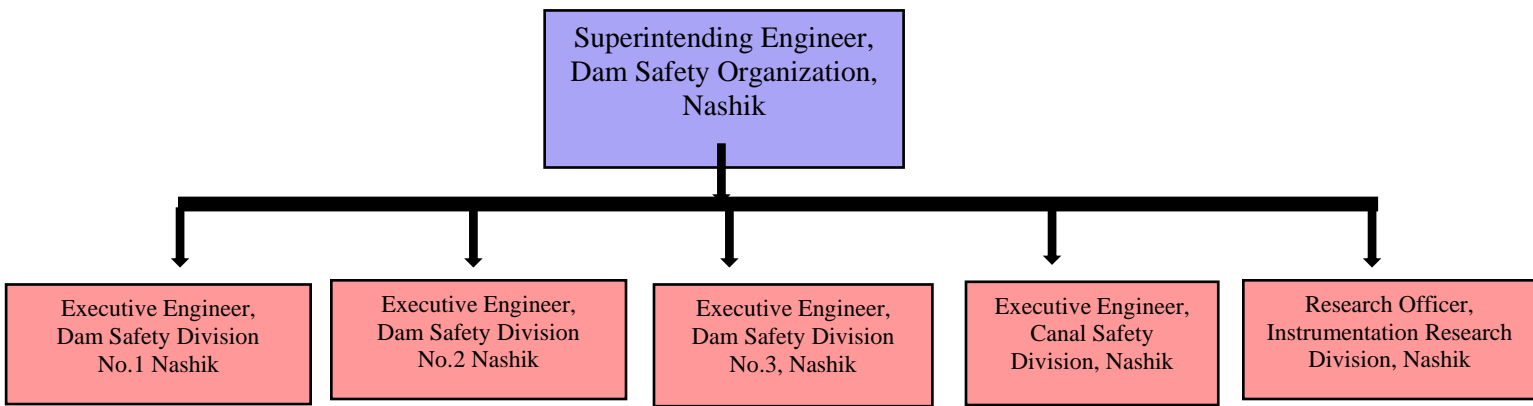 Superintending Engineer,
Dam Safety Organization,
Nashik
Executive Engineer,
Dam Safety Division
No.1 Nashik
Executive Engineer,
Dam Safety Division
No.2 Nashik
Executive Engineer,
Dam Safety Division
No.3, Nashik
Executive Engineer,
Canal Safety
Division, Nashik
Research Officer,
Instrumentation Research
Division, Nashik